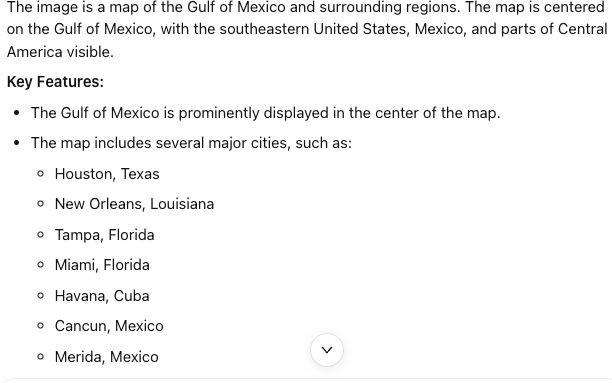 The image is a map of the Gulf of Mexico and surrounding regions. The map is centered
on the Gulf of Mexico, with the southeastern United States, Mexico, and parts of Central
America visible.
Key Features:
• The Gulf of Mexico is prominently displayed in the center of the map.
• The map includes several major cities, such as:
◦ Houston, Texas
◦ New Orleans, Louisiana
◦ Tampa, Florida
◦ Miami, Florida
◦ Havana, Cuba
◦ Cancun, Mexico
◦ Merida, Mexico